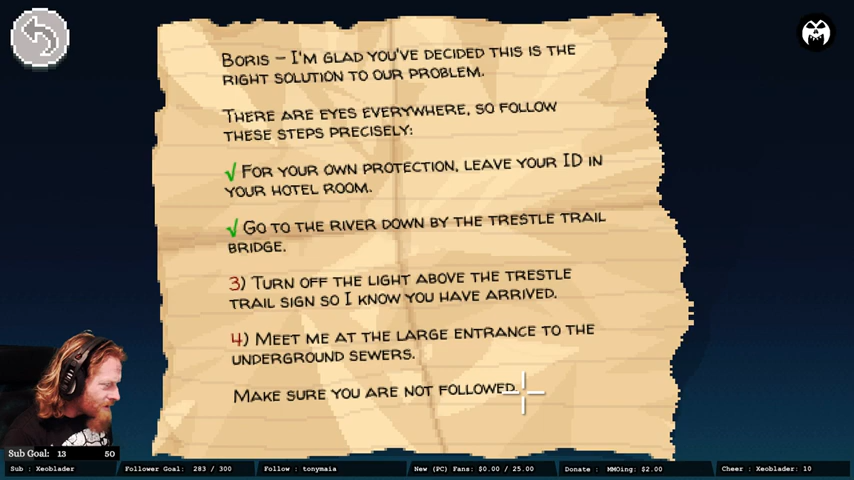 BORIS – I'M GLAD YOU'VE DECIDED THIS IS THE
RIGHT SOLUTION TO OUR PROBLEM.
THERE ARE EYES EVERYWHERE, SO FOLLOW
THESE STEPS PRECISELY:
√ FOR YOUR OWN PROTECTION, LEAVE YOUR ID IN
YOUR HOTEL ROOM.
√ GO TO THE RIVER DOWN BY THE TRESTLE TRAIL
BRIDGE.
3) TURN OFF THE LIGHT ABOVE THE TRESTLE
TRAIL SIGN SO I KNOW YOU HAVE ARRIVED.
4) MEET ME AT THE LARGE ENTRANCE TO THE
UNDERGROUND SEWERS.
MAKE SURE YOU ARE NOT FOLLOWED.
Sub Goal: 13 50
Sub : Xeoblader Follower Goal: 283 / 300 Follow : tonymaia New (PC) Fans: $0.00 / 25.00 Donate : MMOing: $2.00 Cheer : Xeoblader: 10